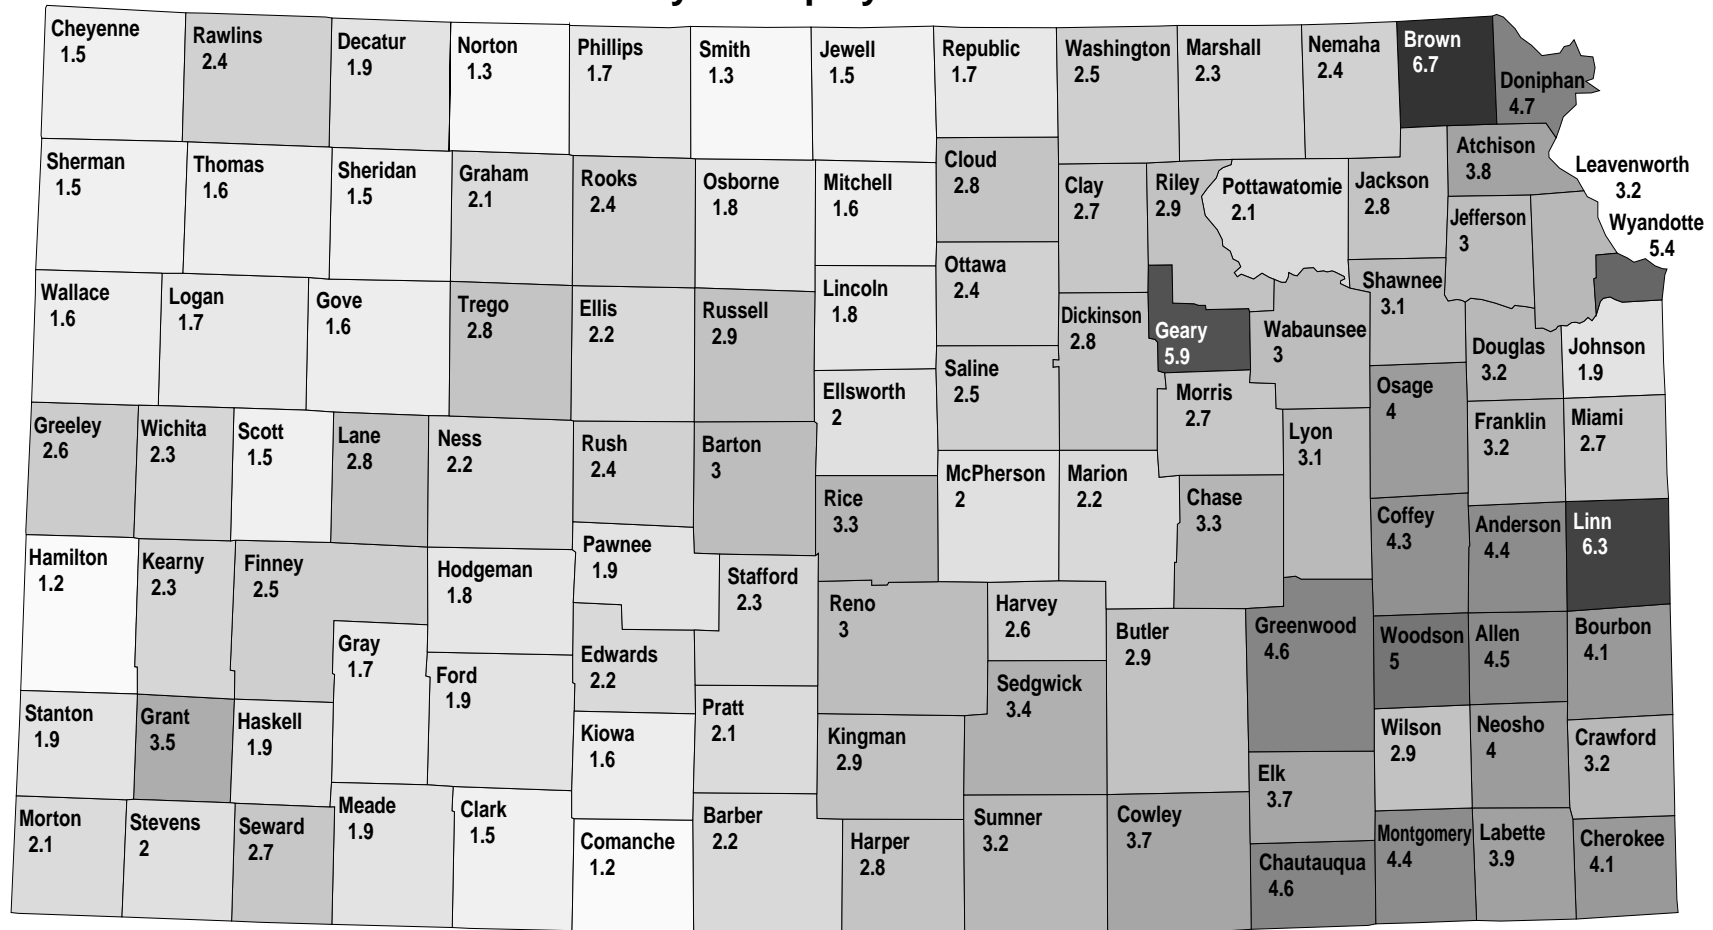 Cheyenne
1.5
Rawlins
2.4
Decatur
1.9
Norton
1.3
Phillips
1.7
Smith
1.3
Jewell
1.5
Republic
1.7
Washington
2.5
Marshall
2.3
Nemaha
2.4
Brown
6.7
Doniphan
4.7
Sherman
1.5
Thomas
1.6
Sheridan
1.5
Graham
2.1
Rooks
2.4
Osborne
1.8
Mitchell
1.6
Cloud
2.8
Clay
2.7
Riley
2.9
Pottawatomie
2.1
Jackson
2.8
Atchison
3.8
Leavenworth
3.2
Jefferson
3
Wyandotte
5.4
Wallace
1.6
Logan
1.7
Gove
1.6
Trego
2.8
Ellis
2.2
Russell
2.9
Lincoln
1.8
Ottawa
2.4
Dickinson
2.8
Geary
5.9
Wabaunsee
3
Shawnee
3.1
Douglas
3.2
Johnson
1.9
Saline
2.5
Ellsworth
2
Morris
2.7
Osage
4
Greeley
2.6
Wichita
2.3
Scott
1.5
Lane
2.8
Ness
2.2
Rush
2.4
Barton
3
Lyon
3.1
Franklin
3.2
Miami
2.7
Rice
3.3
McPherson
2
Marion
2.2
Chase
3.3
Coffey
4.3
Anderson
4.4
Linn
6.3
Hamilton
1.2
Kearny
2.3
Finney
2.5
Hodgeman
1.8
Pawnee
1.9
Stafford
2.3
Reno
3
Harvey
2.6
Butler
2.9
Greenwood
4.6
Woodson
5
Allen
4.5
Bourbon
4.1
Gray
1.7
Ford
1.9
Edwards
2.2
Sedgwick
3.4
Stanton
1.9
Grant
3.5
Haskell
1.9
Kiowa
1.6
Pratt
2.1
Kingman
2.9
Wilson
2.9
Neosho
4
Crawford
3.2
Elk
3.7
Morton
2.1
Stevens
2
Seward
2.7
Meade
1.9
Clark
1.5
Comanche
1.2
Barber
2.2
Harper
2.8
Sumner
3.2
Cowley
3.7
Chautauqua
4.6
Montgomery
4.4
Labette
3.9
Cherokee
4.1